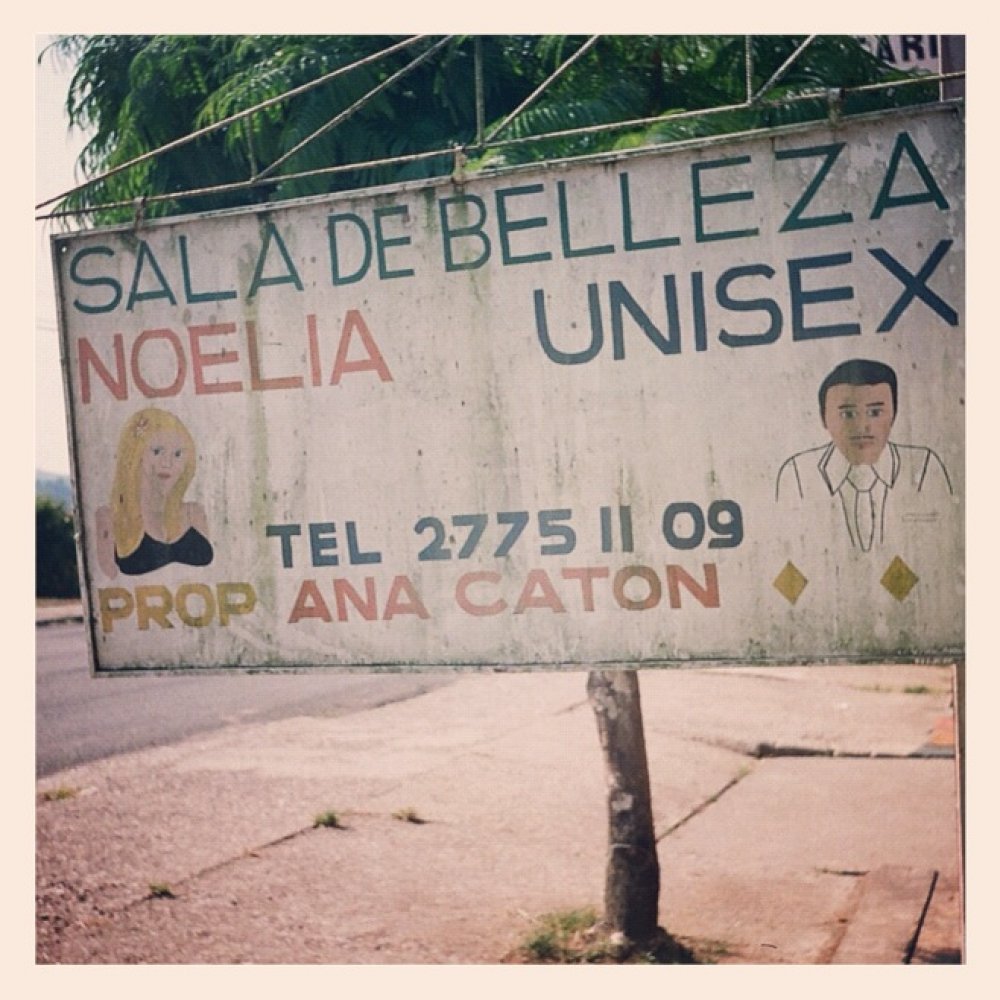 SALA DE BELLEZA
NOELIA UNISEX
TEL 2775 11 09
PROP ANA CATON